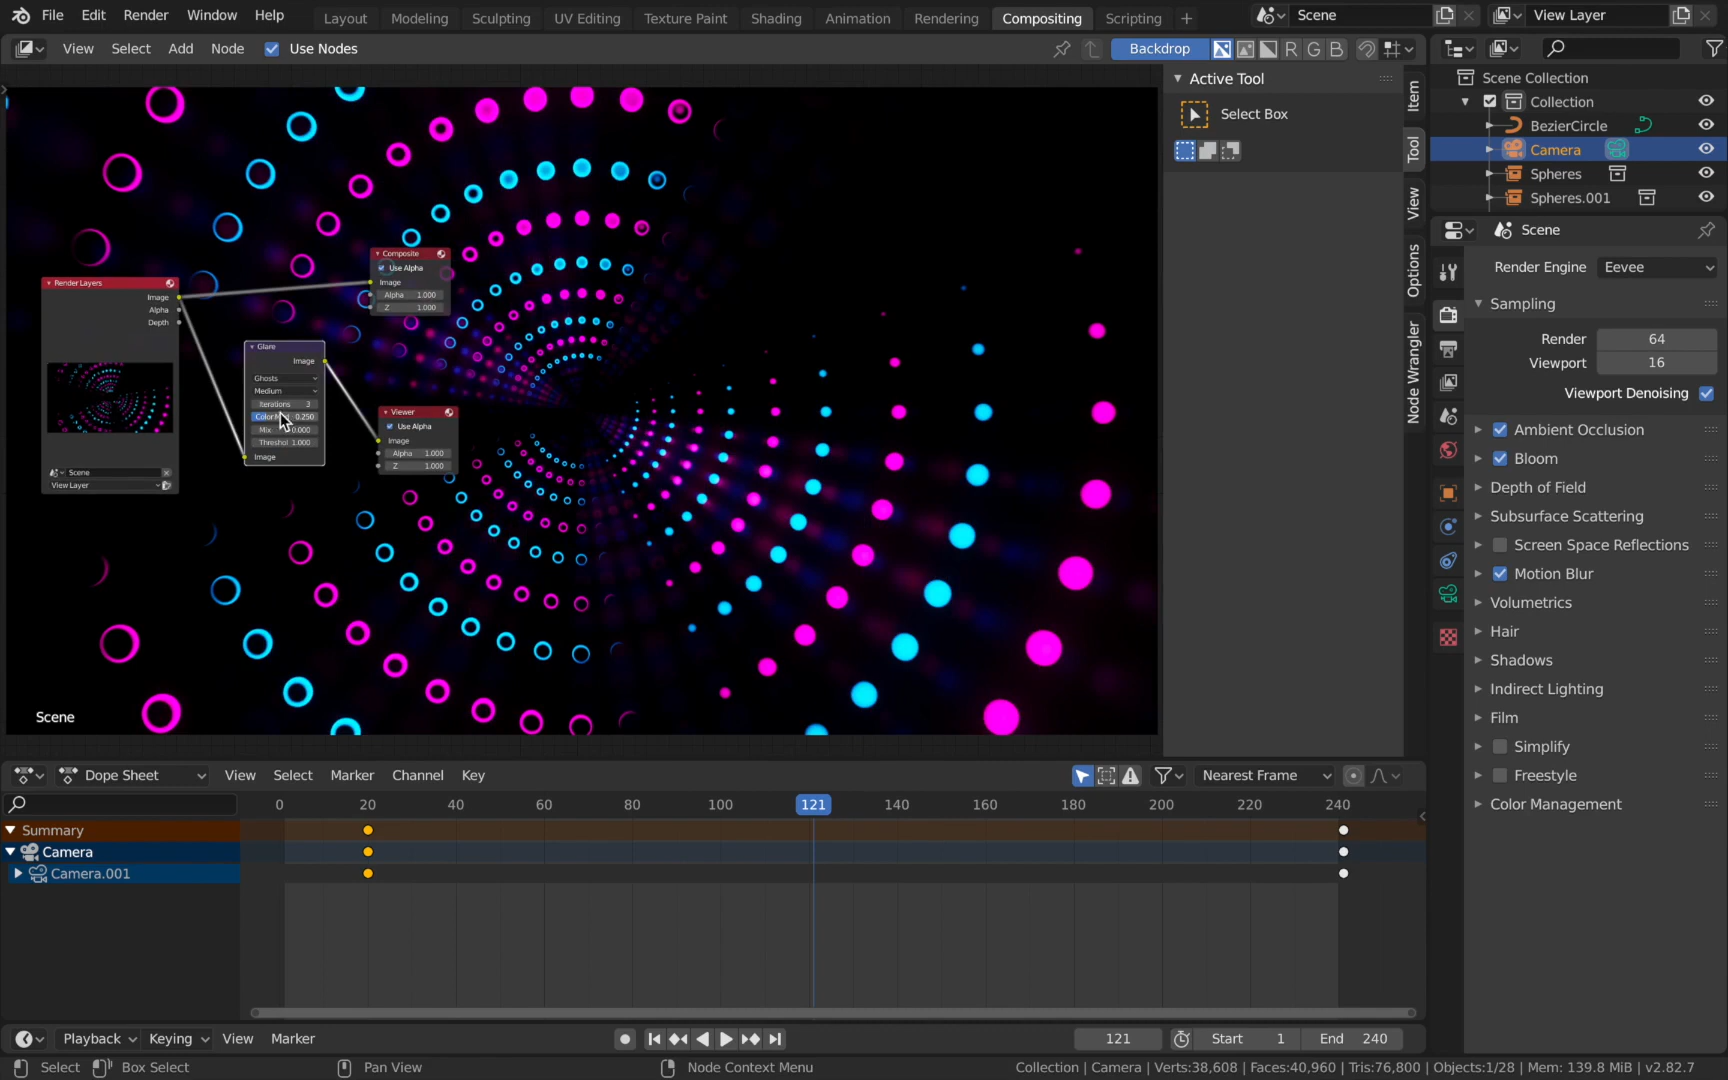 File Edit Render Window Help Layout Modeling Sculpting UV Editing Texture Paint Shading Animation Rendering Compositing Scripting + Scene View Layer
View Select Add Node Use Nodes Backdrop R G B
Active Tool
Select Box
Item
Tool
View
Options
Node Wrangler
Scene Collection
Collection
BezierCircle
Camera
Spheres
Spheres.001
Scene
Render Engine Eevee
Sampling
Render 64
Viewport 16
Viewport Denoising
Ambient Occlusion
Bloom
Depth of Field
Subsurface Scattering
Screen Space Reflections
Motion Blur
Volumetrics
Hair
Shadows
Indirect Lighting
Film
Simplify
Freestyle
Color Management
Render Layers
Image
Alpha
Depth
Scene
View Layer
Composite
Use Alpha
Image
Alpha 1.000
Z 1.000
Glare
Image
Ghosts
Medium
Iterations 3
0.250
Mix
Threshol 1.000
Image
Viewer
Use Alpha
Image
Alpha 1.000
Z 1.000
Scene
Dope Sheet View Select Marker Channel Key Nearest Frame
0 20 40 60 80 100 121 140 160 180 200 220 240
Summary
Camera
Camera.001
Playback Keying View Marker 121 Start 1 End 240
Select Box Select Pan View Node Context Menu Collection | Camera | Verts:38,608 | Faces:40,960 | Tris:76,800 | Objects:1/28 | Mem: 139.8 MiB | v2.82.7